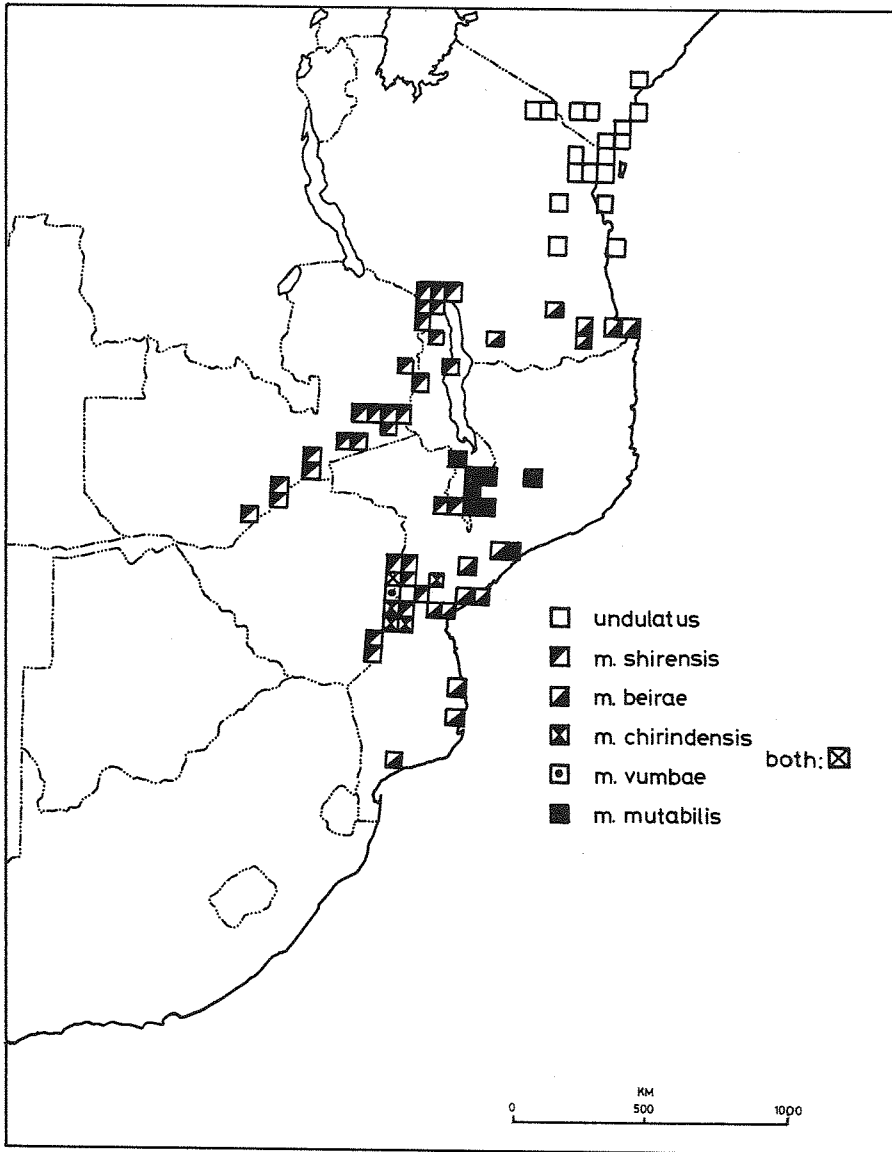 undulatus
m. shirensis
m. beirae
m. chirindensis
both:
m. vumbae
m. mutabilis
KM
0 500 1000